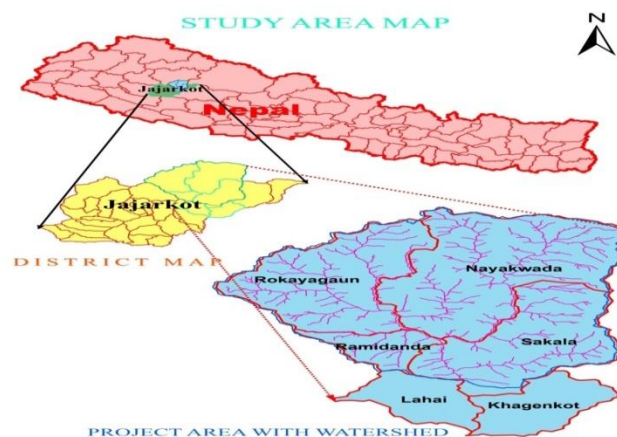 STUDY AREA MAP
N
Jajarkot
Nepal
Jajarkot
DISTRICT MAP
Rokayagaun
Nayakwada
Ramidanda
Sakala
Lahai
Khagenkot
PROJECT AREA WITH WATERSHED